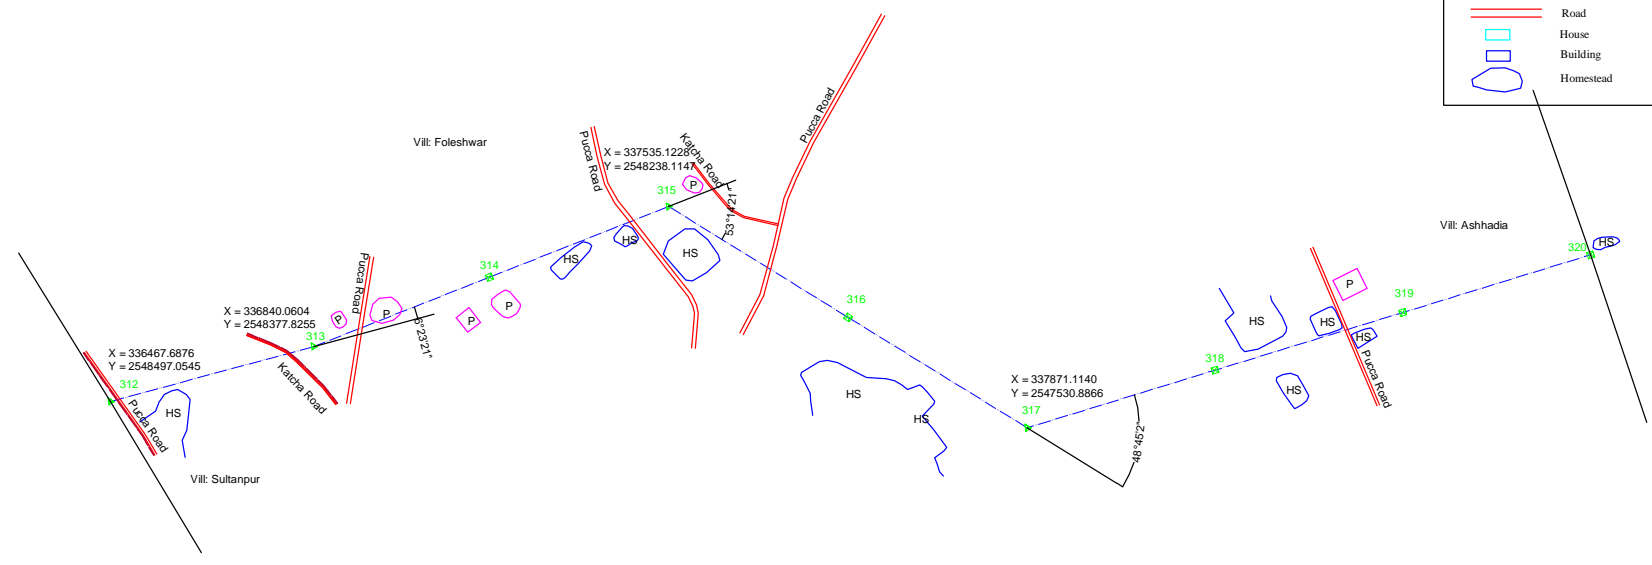 Road
House
Building
Homestead
Vill: Foleshwar
Pucca Road
X = 337535.1228
Y = 2548238.1147
Katcha Road
Pucca Road
P
315
53°14'21"
HS
HS
HS
314
Vill: Ashhadia
320
HS
Pucca Road
X = 336840.0604
Y = 2548377.8255
313
P
P
6°23'21"
P
P
Katcha Road
X = 336467.6876
Y = 2548497.0545
312
Pucca Road
HS
Vill: Sultanpur
316
HS
HS
X = 337871.1140
Y = 2547530.8866
317
48°45'2"
318
HS
HS
HS
HS
P
319
Pucca Road